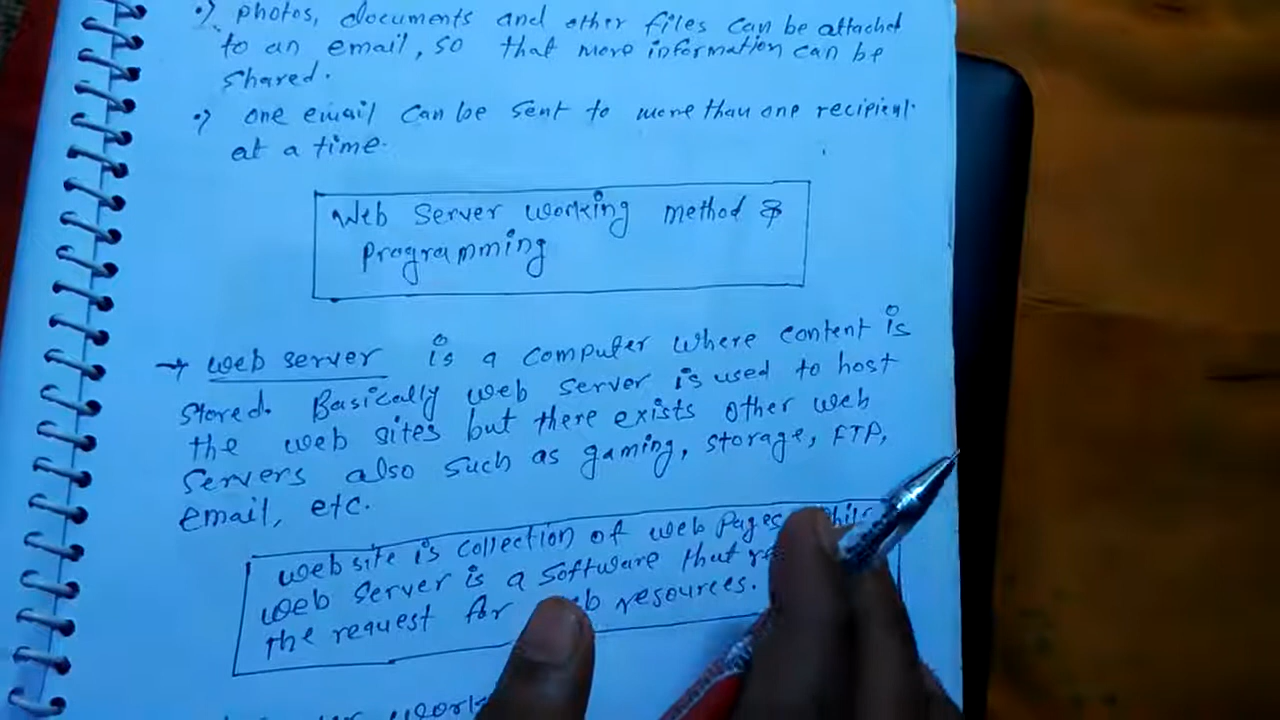 •) photos, documents and other files can be attached
to an email, so that more information can be
shared.
•) one email can be sent to more than one recipient.
at a time.
Web server working method &
programming
→ web server is a computer where content is
stored. Basically web server is used to host
the web sites but there exists other web
servers also such as gaming, storage, FTP,
email, etc.
website is collection of web pages
web server is a software that
the request for resources.